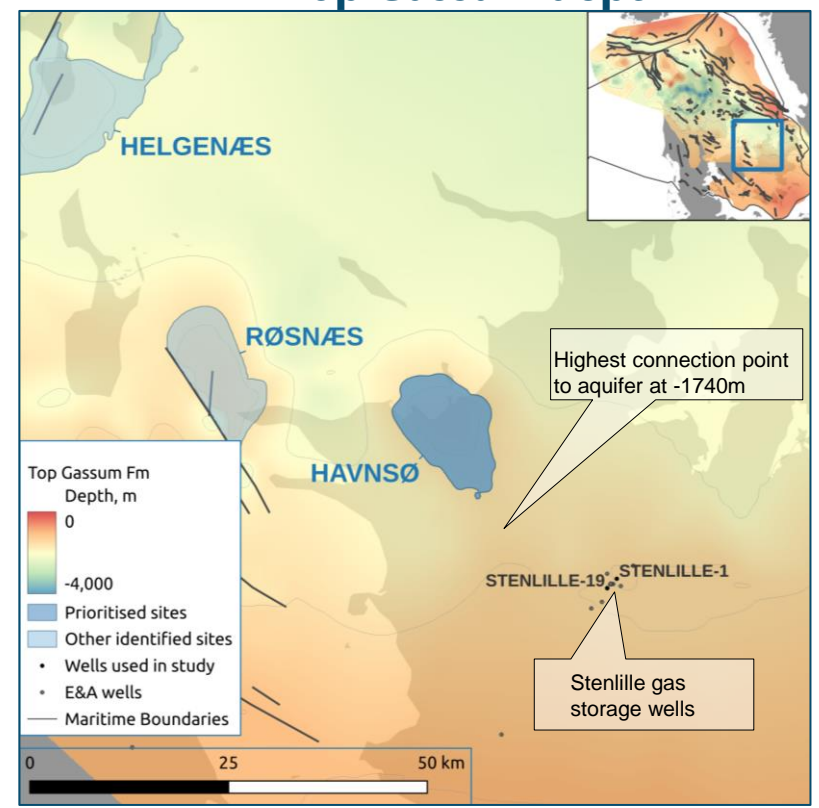 HELGENÆS
RØSNÆS
Highest connection point
to aquifer at -1740m
HAVNSØ
Top Gassum Fm
Depth, m
0
-4,000
Prioritised sites
Other identified sites
Wells used in study
E&A wells
Maritime Boundaries
STENLILLE-19
STENLILLE-1
Stenlille gas
storage wells
0 25 50 km